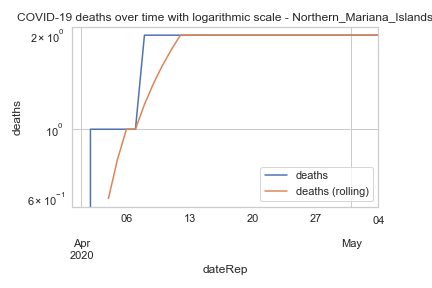 COVID-19 deaths over time with logarithmic scale - Northern_Mariana_Islands
2 × 10⁰
10⁰
6 × 10⁻¹
deaths
deaths
deaths (rolling)
06 13 20 27 04
Apr May
2020
dateRep